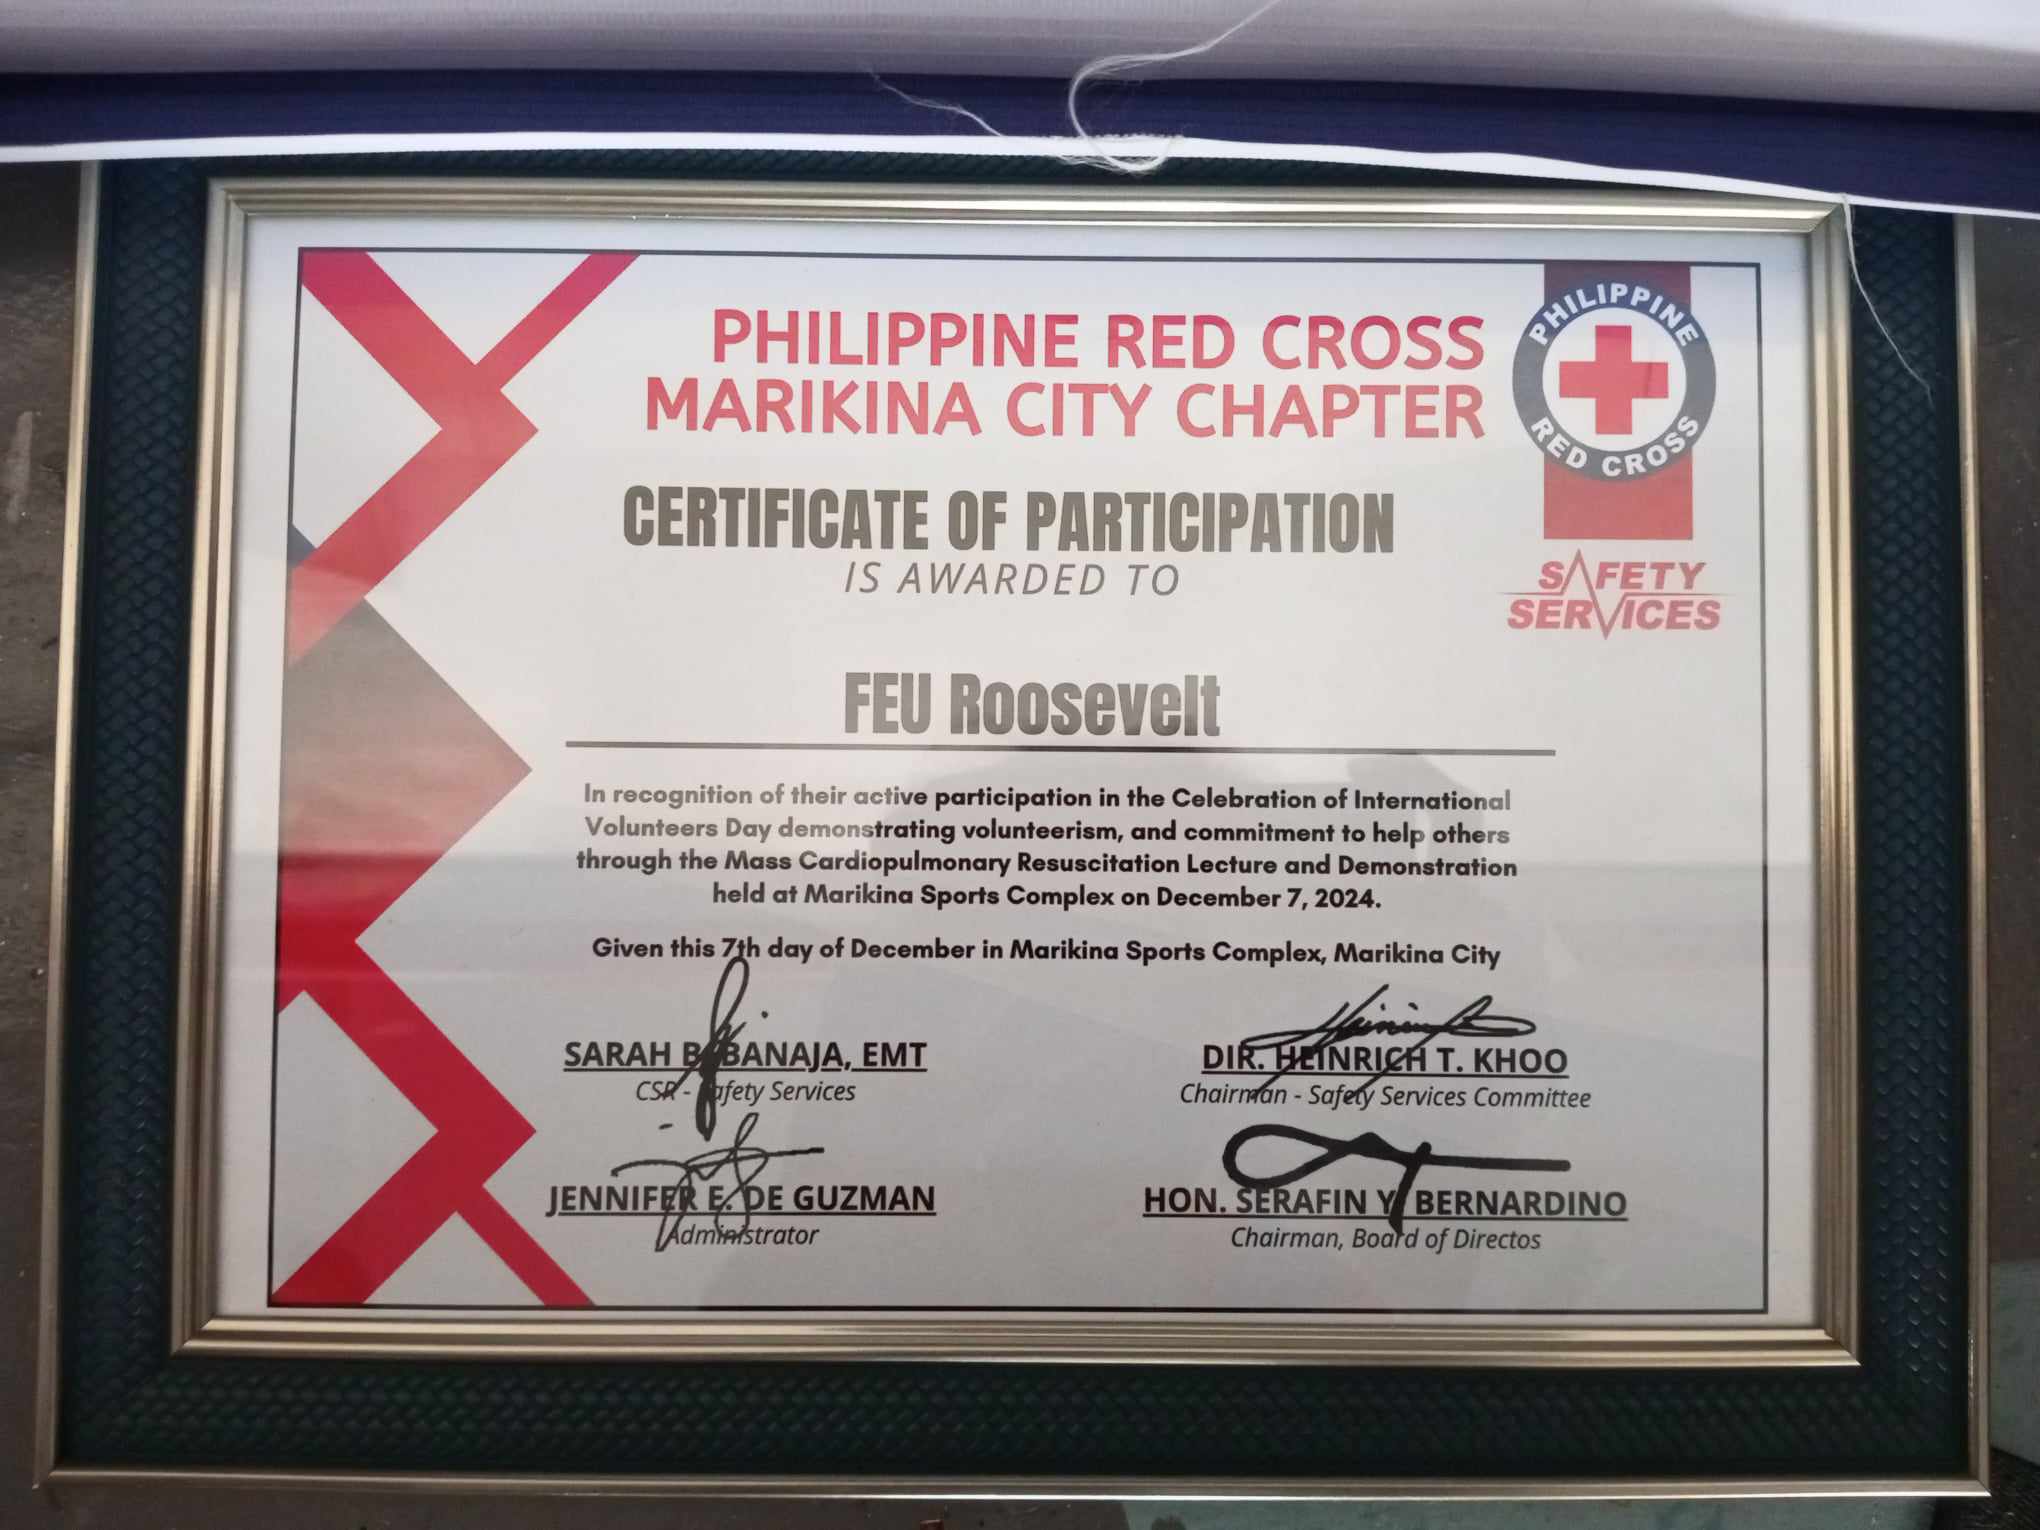 PHILIPPINE RED CROSS
MARIKINA CITY CHAPTER
PHILIPPINE
RED CROSS
SAFETY
SERVICES
CERTIFICATE OF PARTICIPATION
IS AWARDED TO
FEU Roosevelt
In recognition of their active participation in the Celebration of International
Volunteers Day demonstrating volunteerism, and commitment to help others
through the Mass Cardiopulmonary Resuscitation Lecture and Demonstration
held at Marikina Sports Complex on December 7, 2024.
Given this 7th day of December in Marikina Sports Complex, Marikina City
SARAH BANAJA, EMT
CSR - Safety Services
DIR. HEINRICH T. KHOO
Chairman - Safety Services Committee
JENNIFER E. DE GUZMAN
Administrator
HON. SERAFIN Y. BERNARDINO
Chairman, Board of Directos